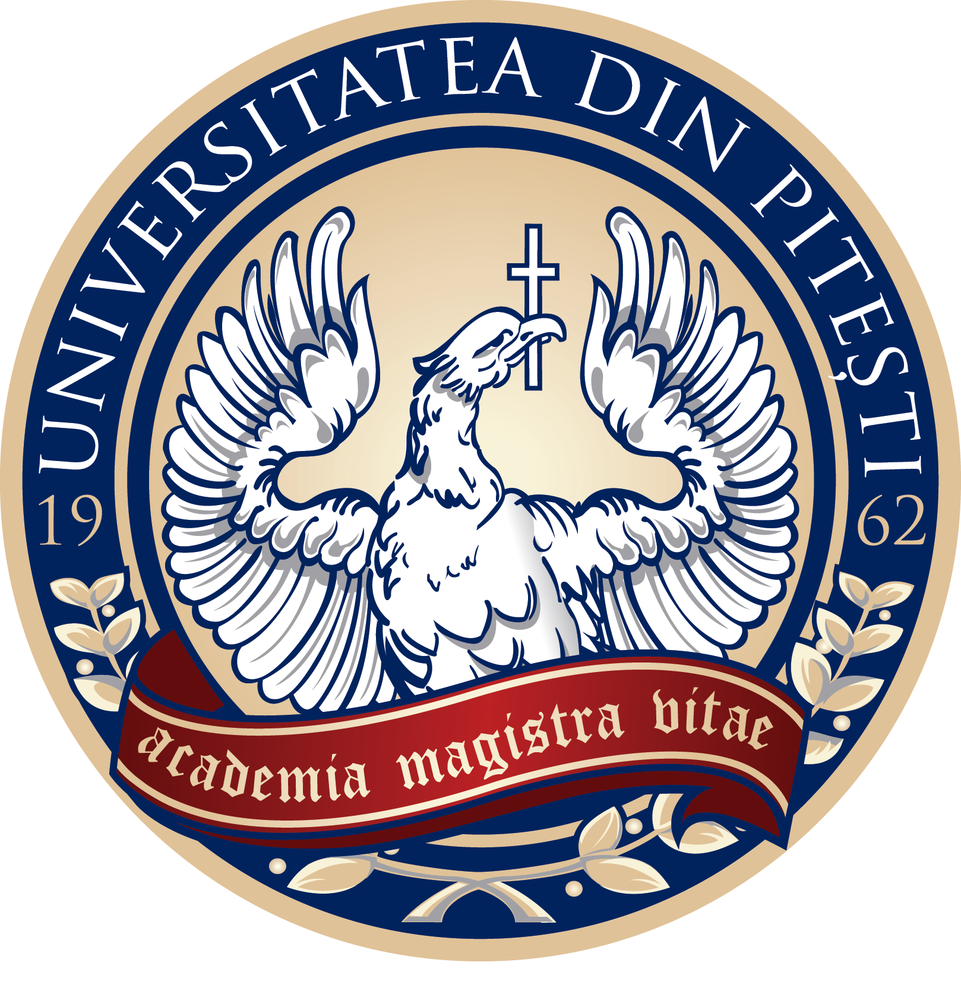 UNIVERSITATEA DIN PITEȘTI
19 62
Academia magistra vitae